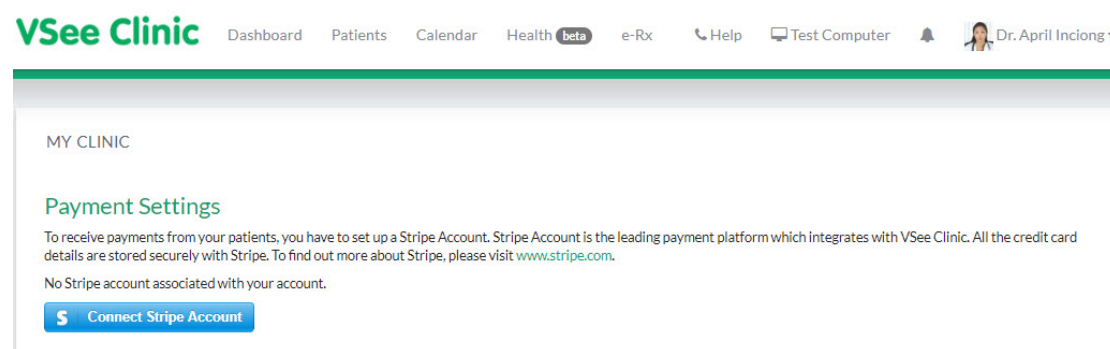 VSee Clinic Dashboard Patients Calendar Health beta e-Rx Help Test Computer Dr. April Inciong
MY CLINIC
Payment Settings
To receive payments from your patients, you have to set up a Stripe Account. Stripe Account is the leading payment platform which integrates with VSee Clinic. All the credit card
details are stored securely with Stripe. To find out more about Stripe, please visit www.stripe.com.
No Stripe account associated with your account.
S Connect Stripe Account